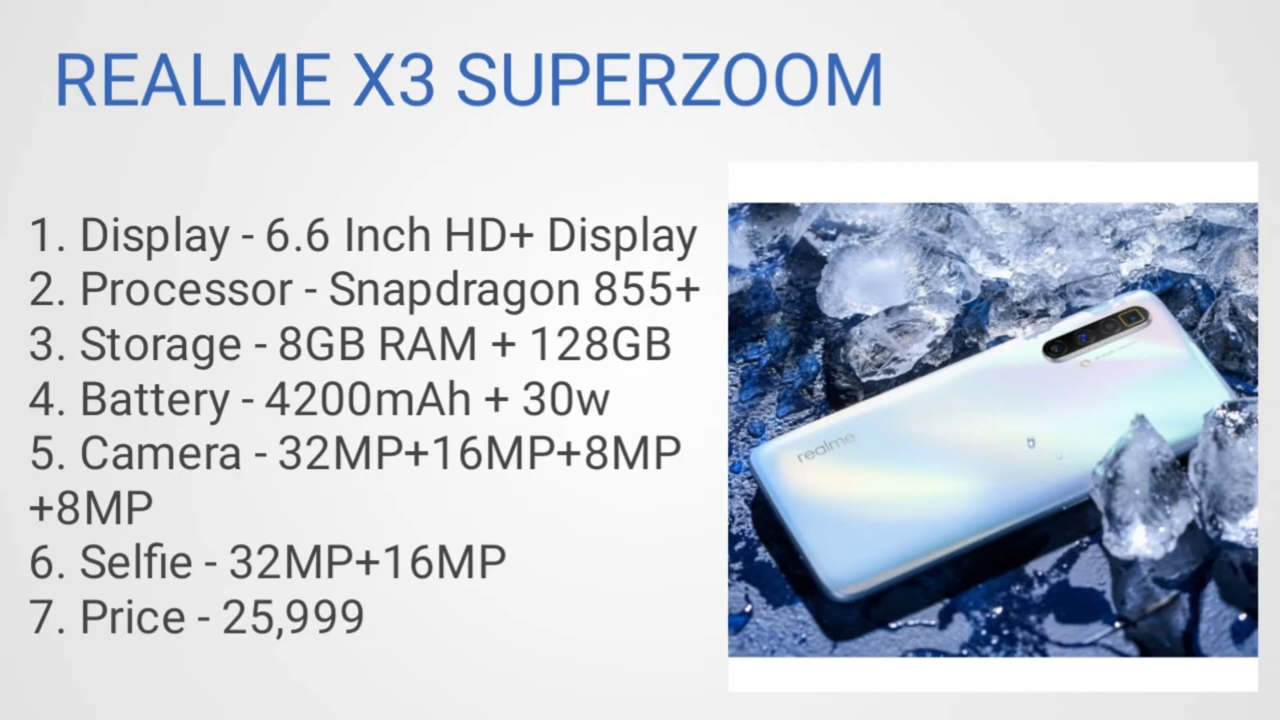 REALME X3 SUPERZOOM
1. Display - 6.6 Inch HD+ Display
2. Processor - Snapdragon 855+
3. Storage - 8GB RAM + 128GB
4. Battery - 4200mAh + 30w
5. Camera - 32MP+16MP+8MP
+8MP
6. Selfie - 32MP+16MP
7. Price - 25,999
realme